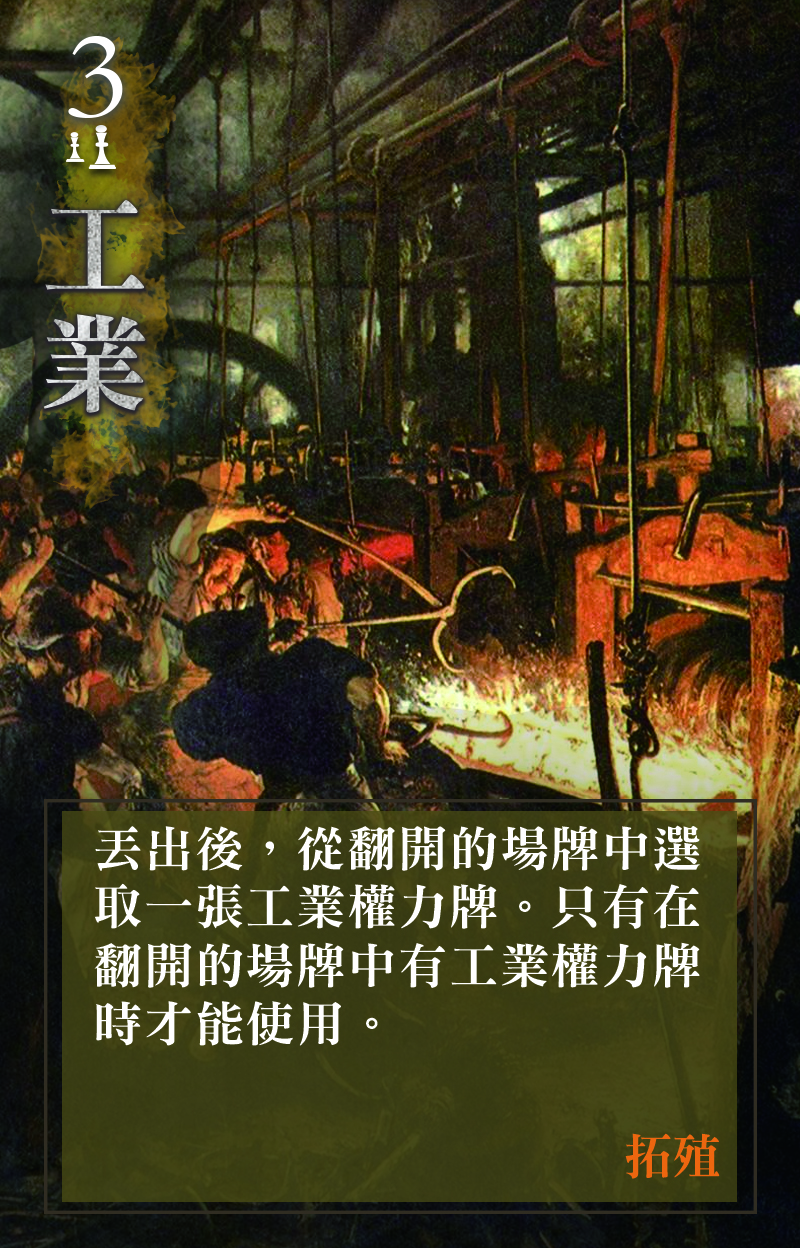 3
工業
丟出後，從翻開的場牌中選
取一張工業權力牌。只有在
翻開的場牌中有工業權力牌
時才能使用。
拓殖